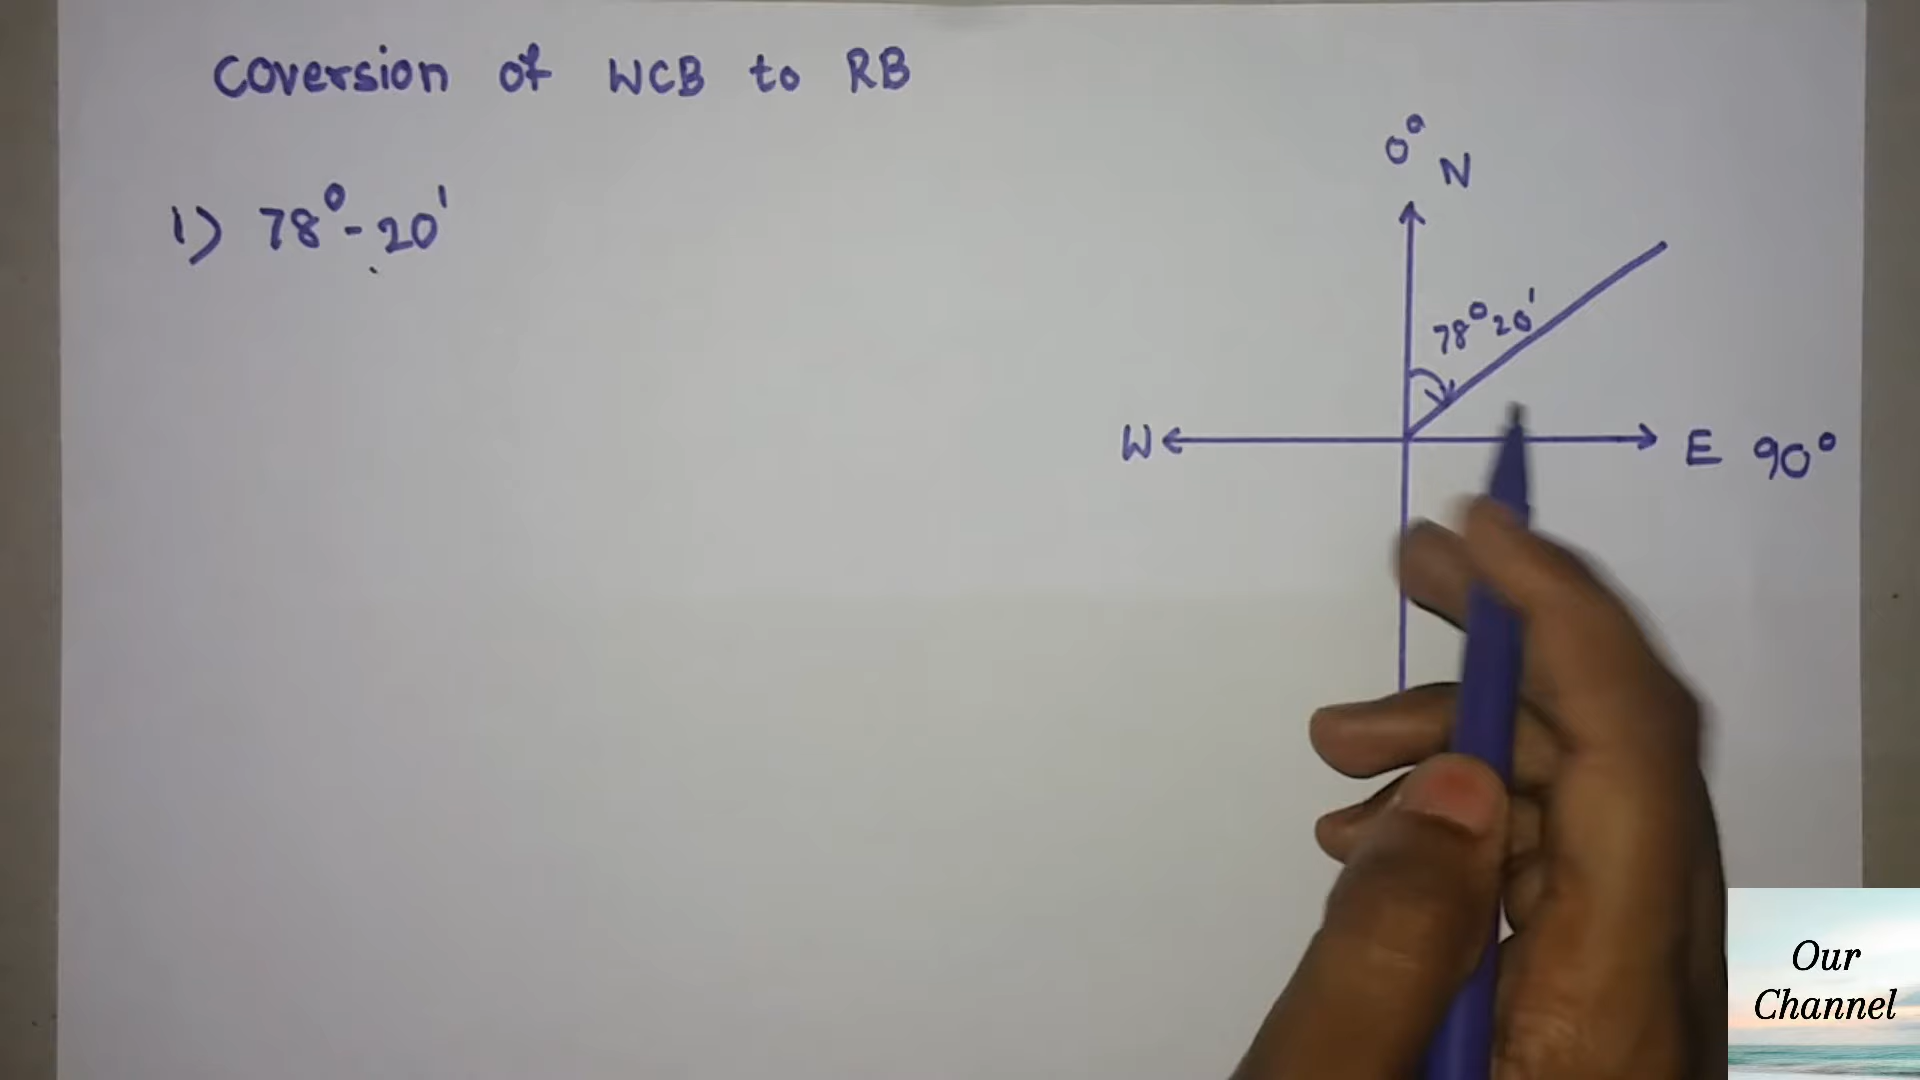 COVERSION OF WCB to RB
1) 78°-20'
0°
N
78°20'
W
E 90°
Our
Channel